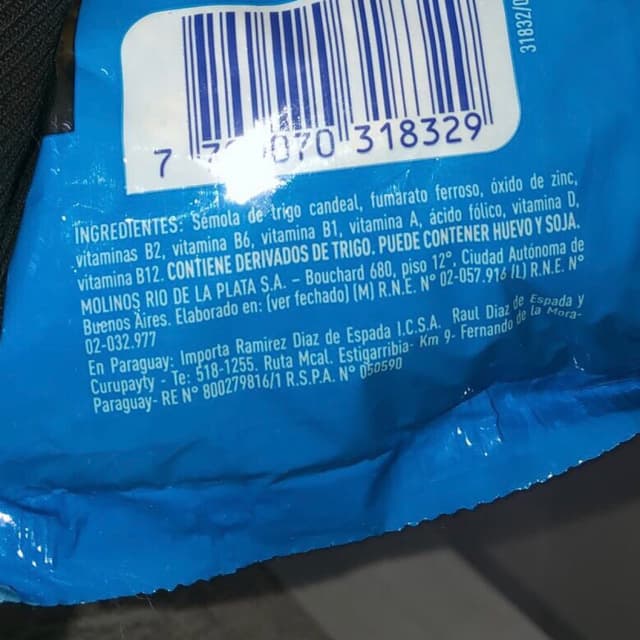 31832/0
7 070 318329
INGREDIENTES: Sémola de trigo candeal, fumarato ferroso, óxido de zinc,
vitaminas B2, vitamina B6, vitamina B1, vitamina A, ácido fólico, vitamina D,
vitamina B12. CONTIENE DERIVADOS DE TRIGO. PUEDE CONTENER HUEVO Y SOJA.
MOLINOS RIO DE LA PLATA S.A. – Bouchard 680, piso 12°. Ciudad Autónoma de
Buenos Aires. Elaborado en: (ver fechado) (M) R.N.E. N° 02-057.916 (L) R.N.E. N°
02-032.977
En Paraguay: Importa Ramirez Diaz de Espada I.C.S.A. Raul Diaz de Espada y
Curupayty - Te: 518-1255. Ruta Mcal. Estigarribia- Km 9- Fernando de la Mora-
Paraguay- RE N° 800279816/1 R.S.P.A. N° 050590